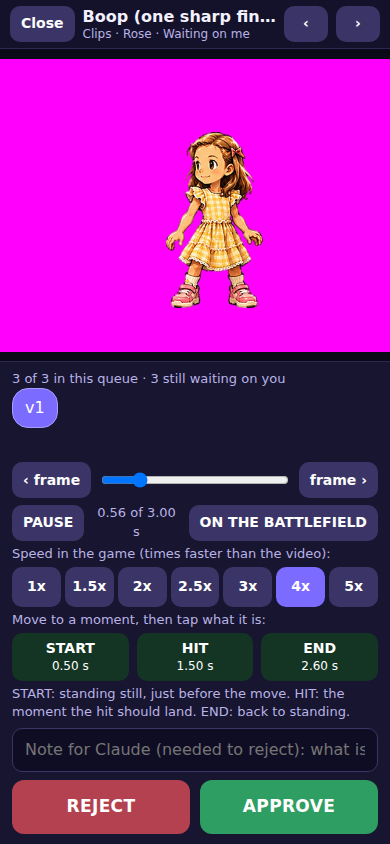 Close
Boop (one sharp fin...
Clips · Rose · Waiting on me
‹
›
3 of 3 in this queue · 3 still waiting on you
v1
‹ frame
frame ›
PAUSE
0.56 of 3.00
s
ON THE BATTLEFIELD
Speed in the game (times faster than the video):
1x
1.5x
2x
2.5x
3x
4x
5x
Move to a moment, then tap what it is:
START
0.50 s
HIT
1.50 s
END
2.60 s
START: standing still, just before the move. HIT: the
moment the hit should land. END: back to standing.
Note for Claude (needed to reject): what is
REJECT
APPROVE